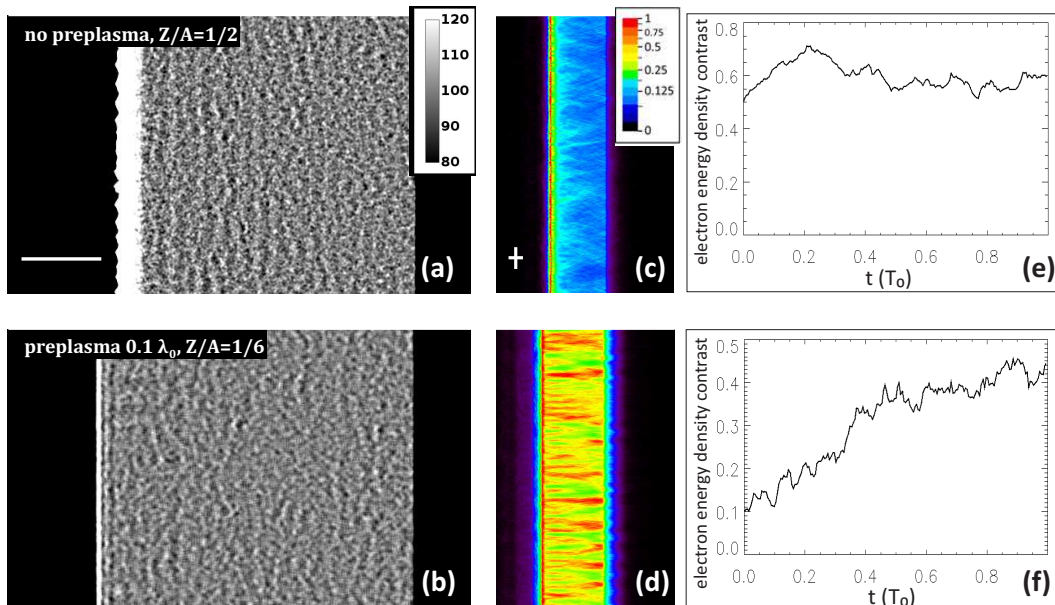 no preplasma, Z/A=1/2
120
110
100
90
80
(a)
1
0.75
0.5
0.25
0.125
0
(c)
electron energy density contrast
0.8
0.6
0.4
0.2
0.0
0.0 0.2 0.4 0.6 0.8
t (T₀)
(e)
preplasma 0.1 λ₀, Z/A=1/6
(b)
(d)
electron energy density contrast
0.5
0.4
0.3
0.2
0.1
0.0
0.0 0.2 0.4 0.6 0.8
t (T₀)
(f)